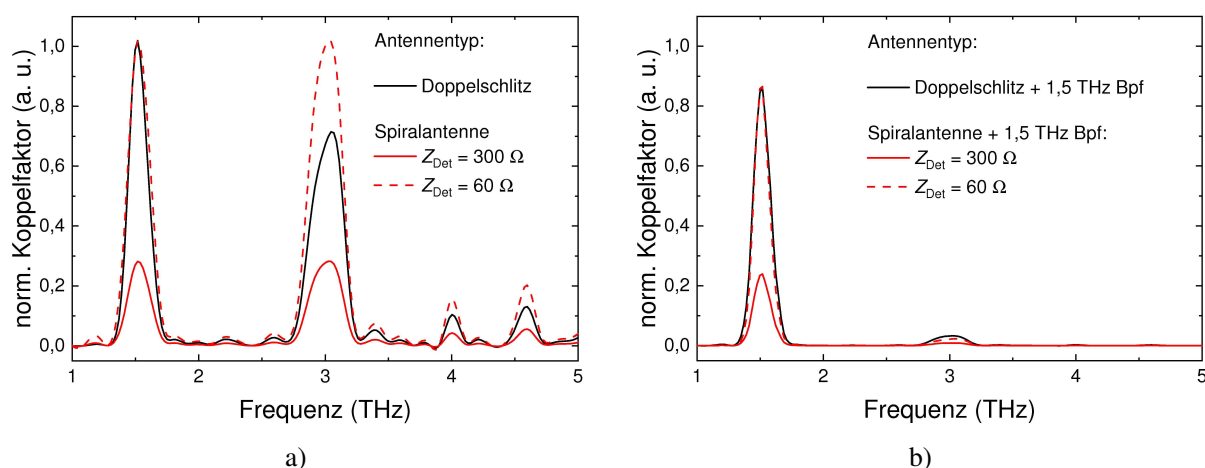 norm. Koppelfaktor (a. u.)
1,0
0,8
0,6
0,4
0,2
0,0
Antennentyp:
Doppelschlitz
Spiralantenne
Z_Det = 300 Ω
Z_Det = 60 Ω
1 2 3 4 5
Frequenz (THz)
a)
norm. Koppelfaktor (a. u.)
1,0
0,8
0,6
0,4
0,2
0,0
Antennentyp:
Doppelschlitz + 1,5 THz Bpf
Spiralantenne + 1,5 THz Bpf:
Z_Det = 300 Ω
Z_Det = 60 Ω
1 2 3 4 5
Frequenz (THz)
b)